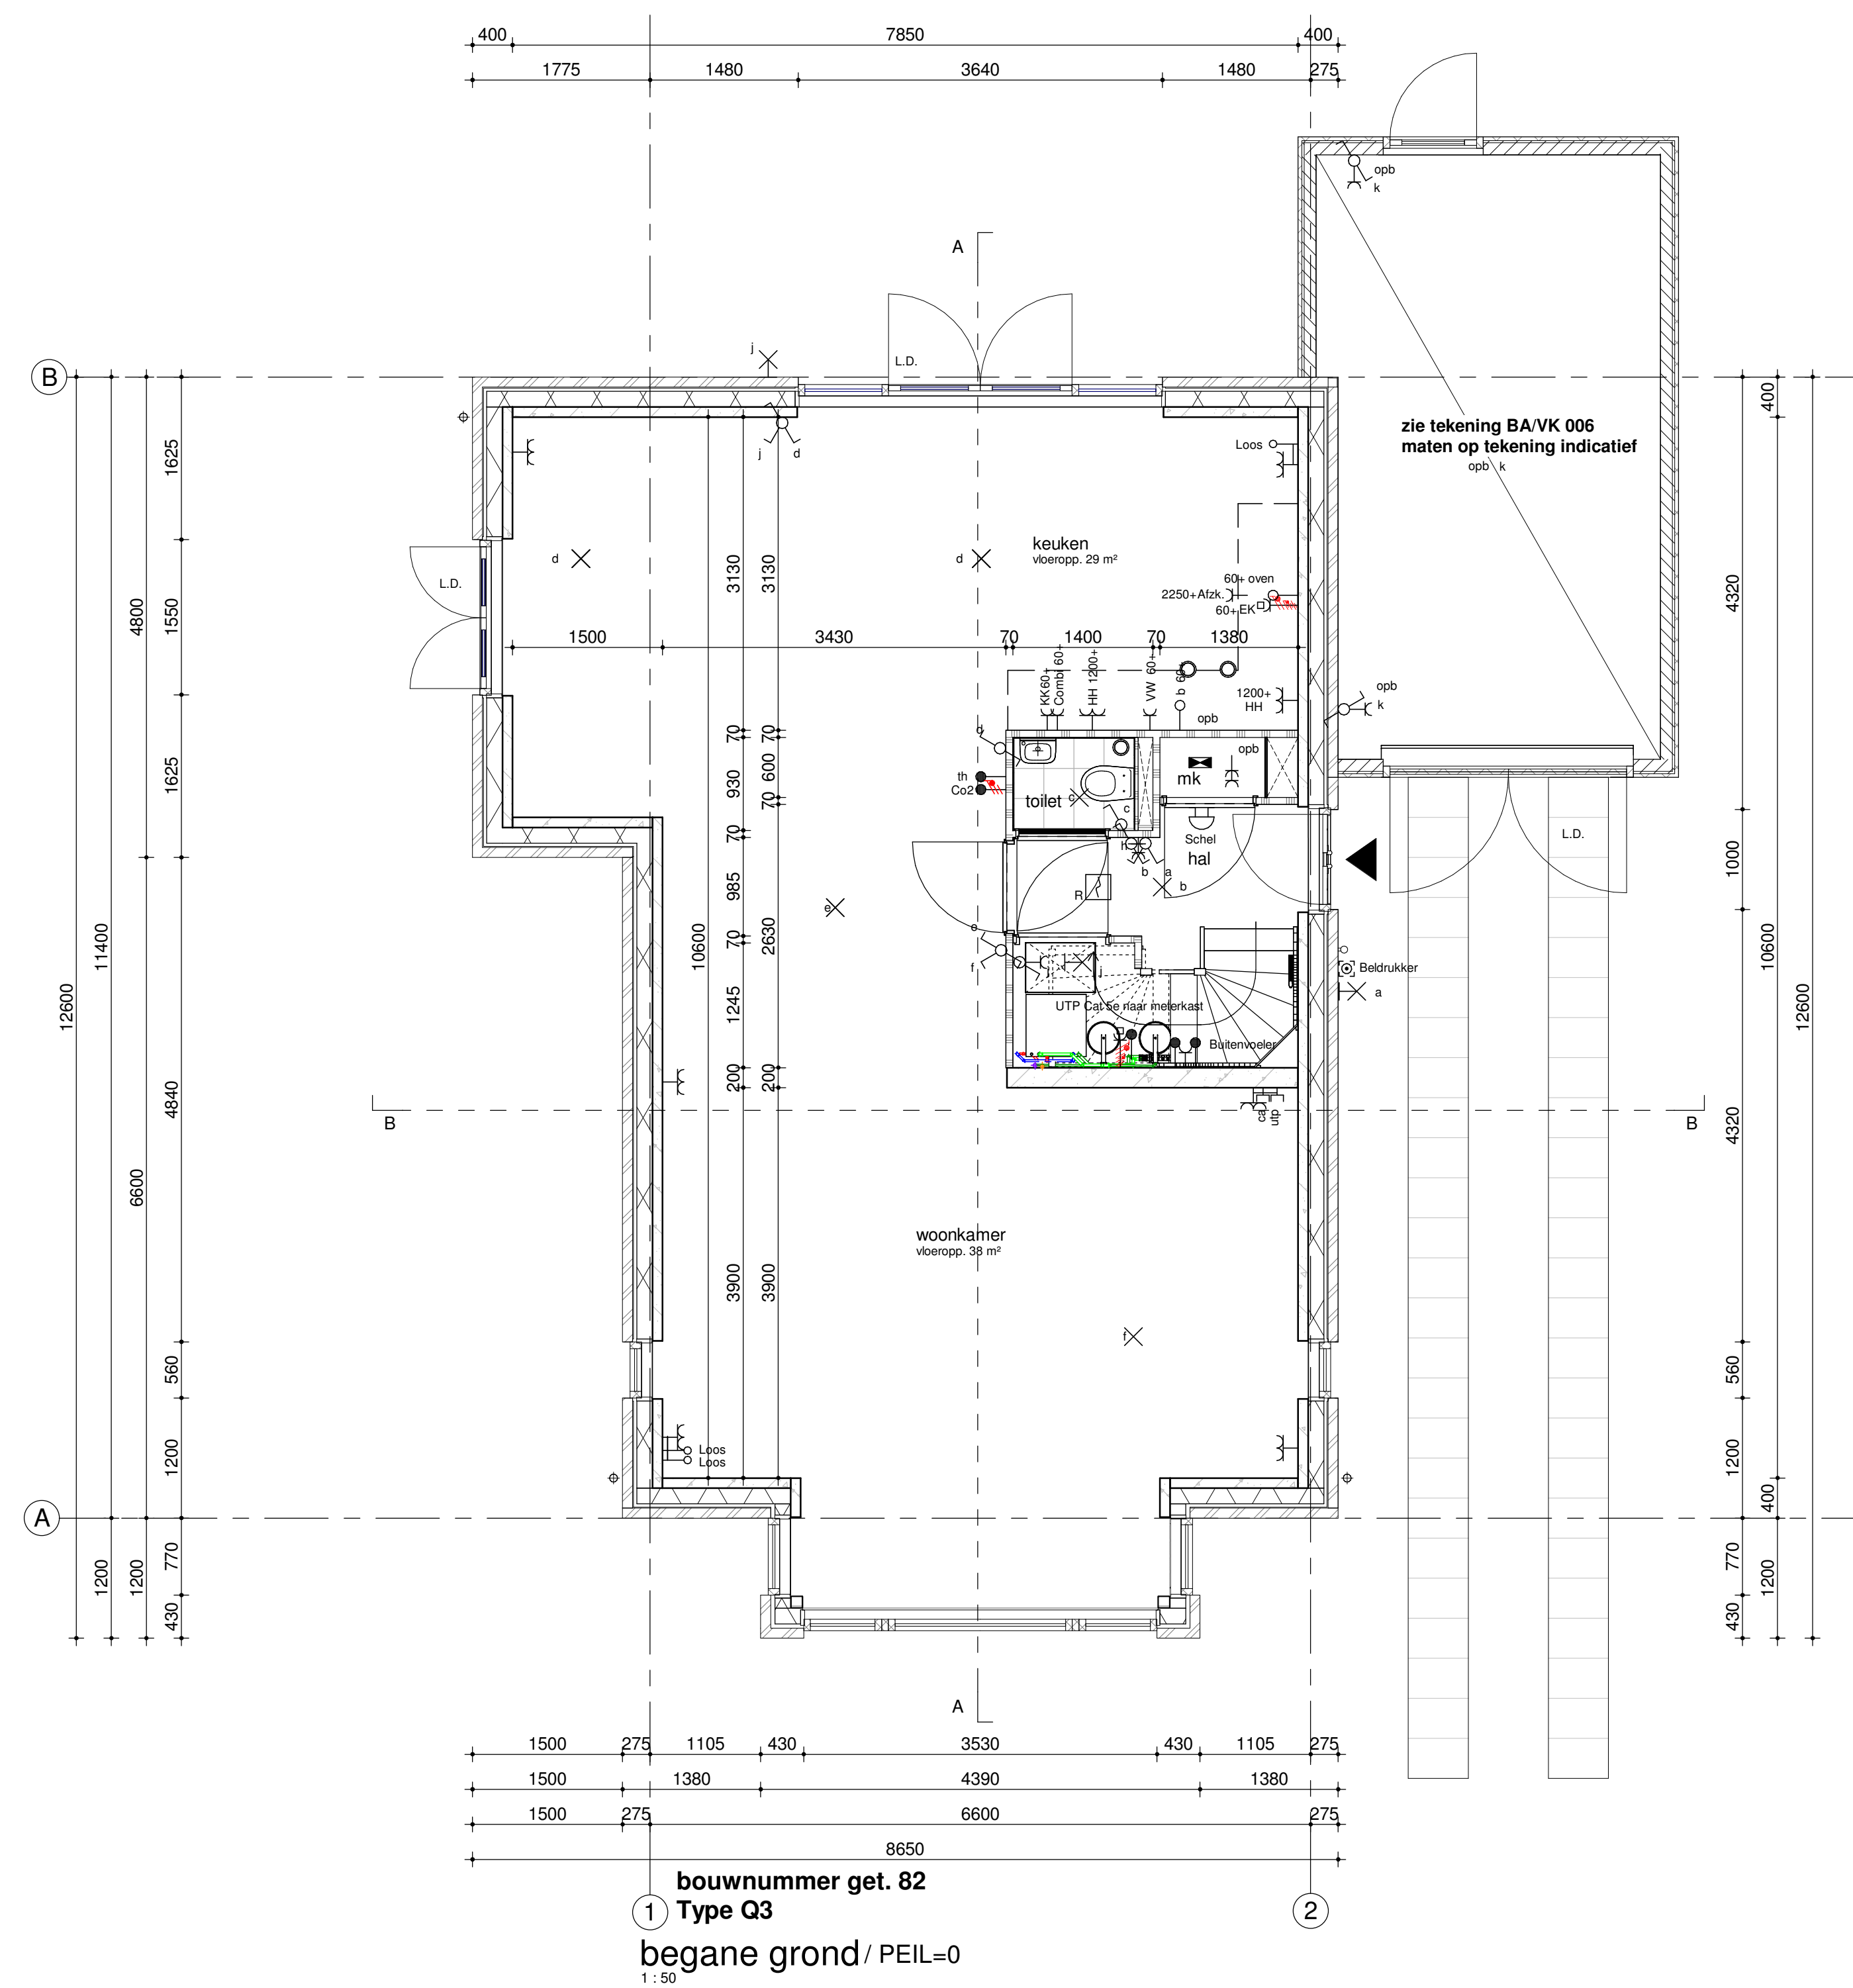 400 7850 400
1775 1480 3640 1480 275
opb
k
A
j
L.D.
B
zie tekening BA/VK 006
maten op tekening indicatief
opb k
j d
Loos
1625
1550
1625
4800
11400
12600
6600
4840
560
1200
770
430
1200
1200
d
d
keuken
vloeropp. 29 m²
L.D.
3130 3130
60+ oven
2250+Afzk.
60+ EK
1500 3430 70 1400 70 1380
KK60+
Combi 60+
HH 1200+
VW 60+
b 60+
1200+
HH
opb
opb
k
70 70
930 600
70
70
d
th
Co2
toilet
c
c
mk
opb
Schel
hal
h
b a
b
R
L.D.
985
70
10600
2630
1245
200 200
e
e
f
UTP Cat 5e naar meterkast
Buitenvoeler
Beldrukker
a
cai
utp
B B
woonkamer
vloeropp. 38 m²
3900 3900
f
Loos
Loos
400
4320
1000
10600
12600
4320
560
1200
400
770
1200
430
A
A
1500 275 1105 430 3530 430 1105 275
1500 1380 4390 1380
1500 275 6600 275
8650
bouwnummer get. 82
1 Type Q3 2
begane grond / PEIL=0
1 : 50